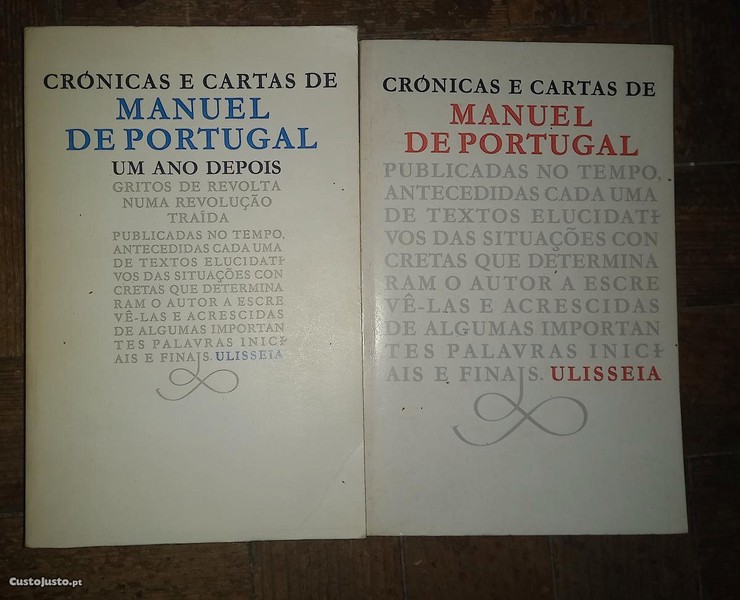 CRÓNICAS E CARTAS DE
MANUEL
DE PORTUGAL
UM ANO DEPOIS
GRITOS DE REVOLTA
NUMA REVOLUÇÃO
TRAÍDA
PUBLICADAS NO TEMPO,
ANTECEDIDAS CADA UMA
DE TEXTOS ELUCIDATI
VOS DAS SITUAÇÕES CON
CRETAS QUE DETERMINA
RAM O AUTOR A ESCRE
VÊ-LAS E ACRESCIDAS
DE ALGUMAS IMPORTAN
TES PALAVRAS INICI
AIS E FINAIS. ULISSEIA
CRÓNICAS E CARTAS DE
MANUEL
DE PORTUGAL
PUBLICADAS NO TEMPO,
ANTECEDIDAS CADA UMA
DE TEXTOS ELUCIDATI
VOS DAS SITUAÇÕES CON
CRETAS QUE DETERMINA
RAM O AUTOR A ESCRE
VÊ-LAS E ACRESCIDAS
DE ALGUMAS IMPORTAN
TES PALAVRAS INICI
AIS E FINAIS. ULISSEIA
CustoJusto.pt